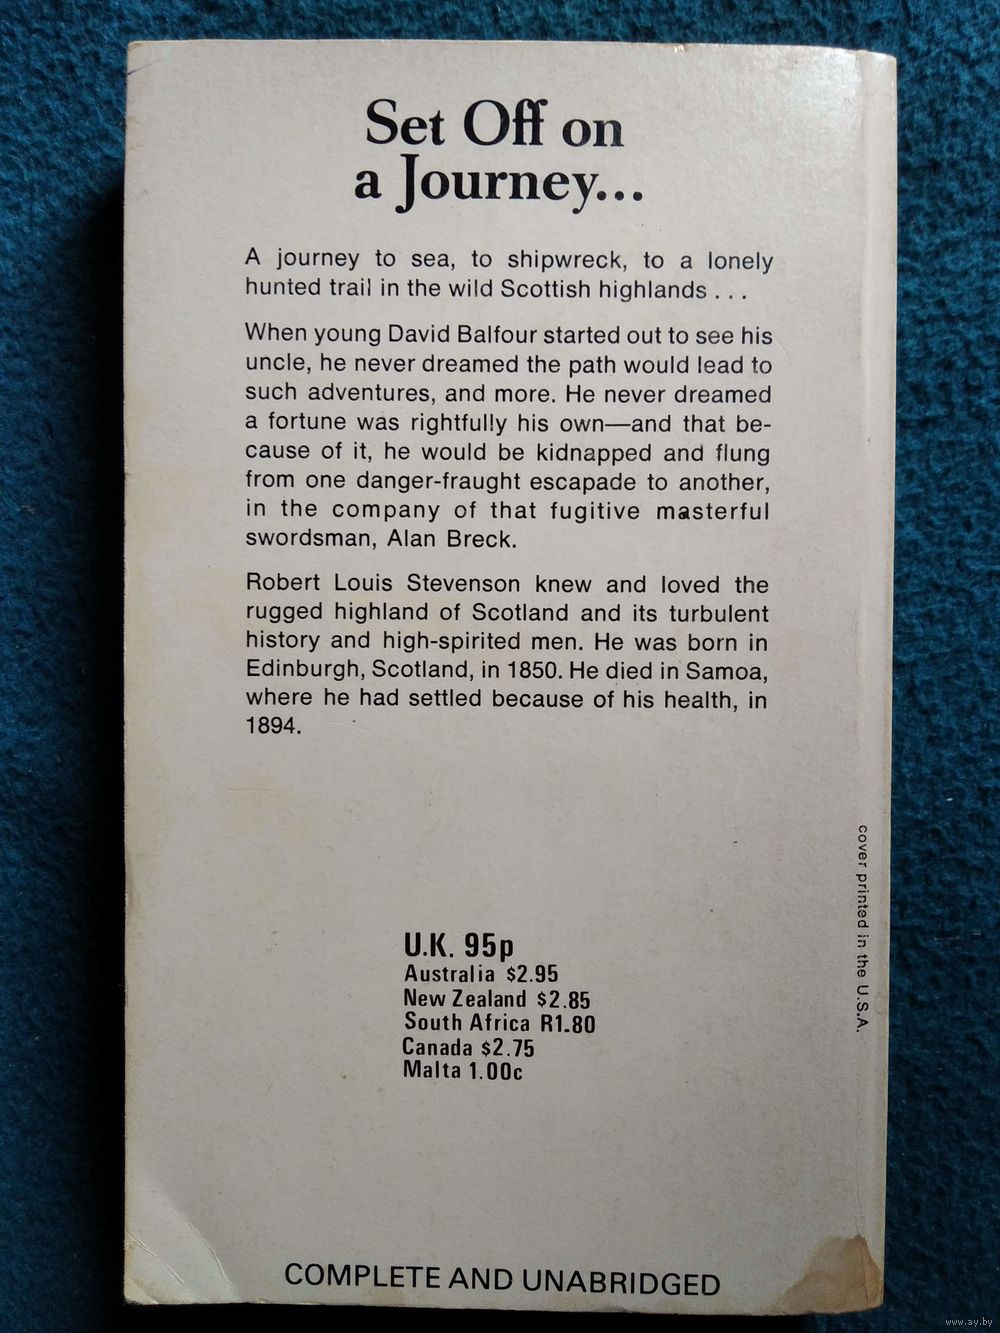 Set Off on
a Journey...
A journey to sea, to shipwreck, to a lonely
hunted trail in the wild Scottish highlands . . .
When young David Balfour started out to see his
uncle, he never dreamed the path would lead to
such adventures, and more. He never dreamed
a fortune was rightfully his own—and that be-
cause of it, he would be kidnapped and flung
from one danger-fraught escapade to another,
in the company of that fugitive masterful
swordsman, Alan Breck.
Robert Louis Stevenson knew and loved the
rugged highland of Scotland and its turbulent
history and high-spirited men. He was born in
Edinburgh, Scotland, in 1850. He died in Samoa,
where he had settled because of his health, in
1894.
cover printed in the U.S.A.
U.K. 95p
Australia $2.95
New Zealand $2.85
South Africa R1.80
Canada $2.75
Malta 1.00c
COMPLETE AND UNABRIDGED
www.ay.by